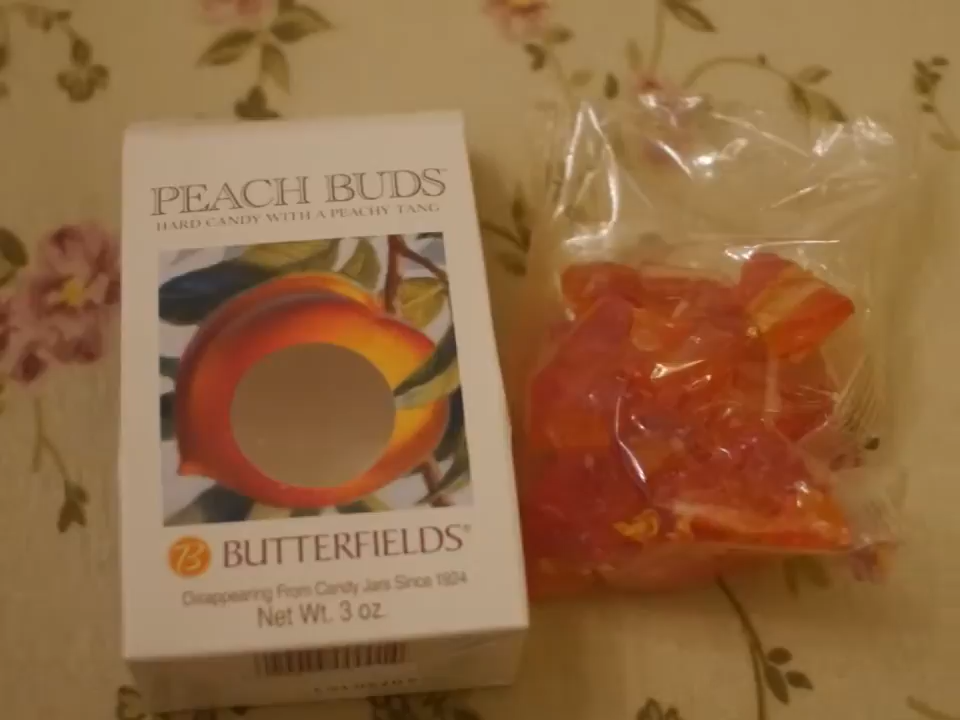 PEACH BUDS
HARD CANDY WITH A PEACHY TANG
B BUTTERFIELDS®
Disappearing From Candy Jars Since 1924
Net Wt. 3 oz.